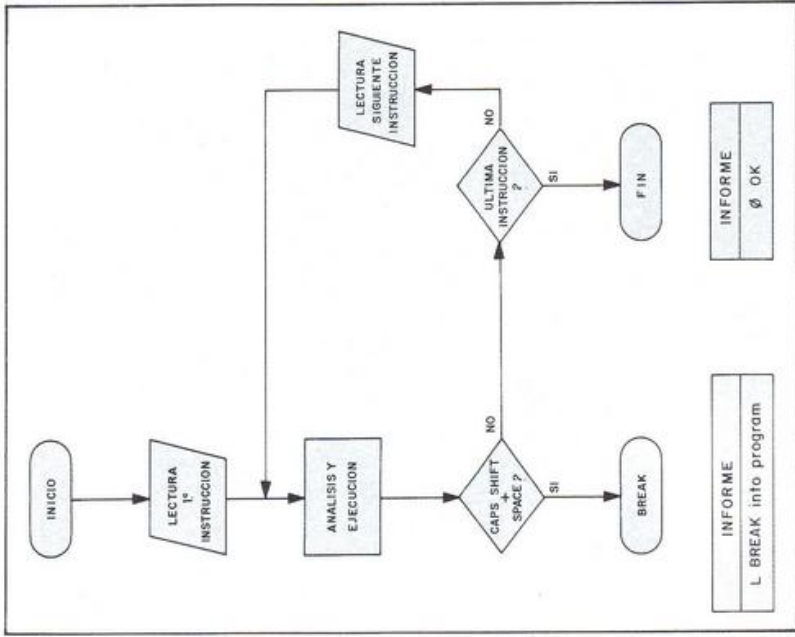 INICIO
LECTURA
1º
INSTRUCCION
ANALISIS Y
EJECUCION
CAPS SHIFT
+
SPACE?
NO
SI
BREAK
ULTIMA
INSTRUCCION
?
NO
SI
FIN
LECTURA
SIGUIENTE
INSTRUCCION
INFORME
L BREAK into program
INFORME
Ø OK